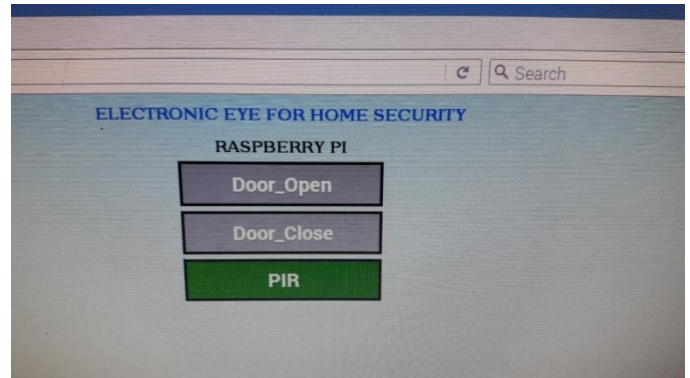 Search
ELECTRONIC EYE FOR HOME SECURITY
RASPBERRY PI
Door_Open
Door_Close
PIR